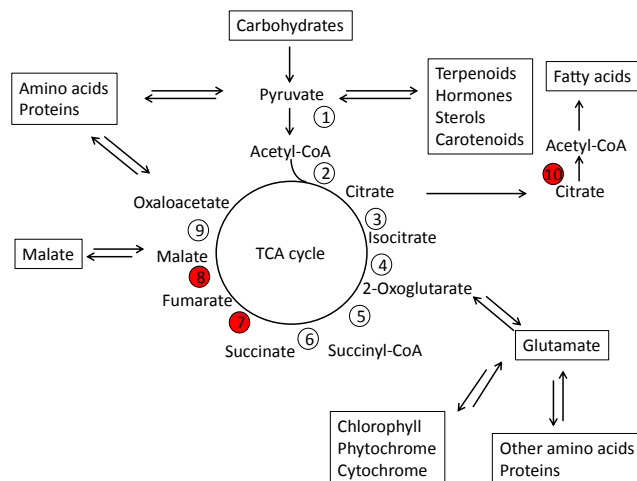 Carbohydrates
Amino acids
Proteins
Pyruvate
1
Terpenoids
Hormones
Sterols
Carotenoids
Fatty acids
Acetyl-CoA
10
Citrate
Acetyl-CoA
2
Citrate
3
Isocitrate
4
2-Oxoglutarate
5
Succinyl-CoA
6
Succinate
7
Fumarate
8
Malate
9
Oxaloacetate
TCA cycle
Malate
Glutamate
Chlorophyll
Phytochrome
Cytochrome
Other amino acids
Proteins